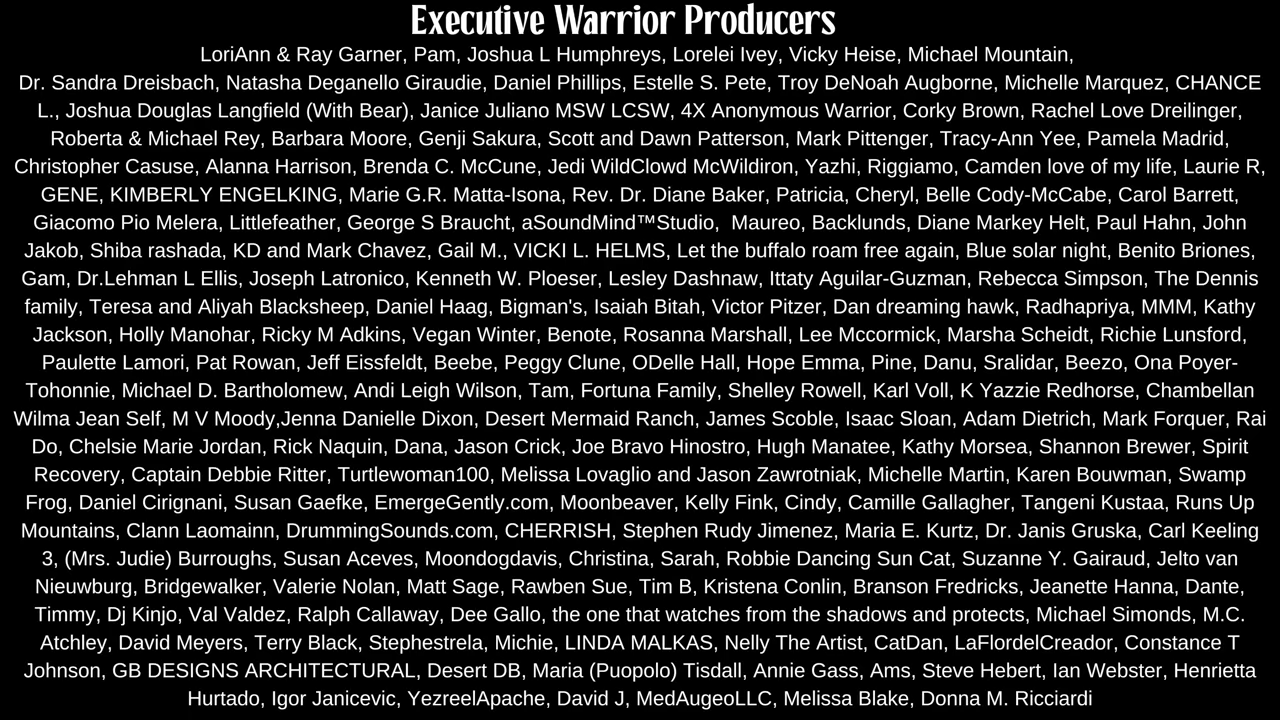 Executive Warrior Producers
LoriAnn & Ray Garner, Pam, Joshua L Humphreys, Lorelei Ivey, Vicky Heise, Michael Mountain,
Dr. Sandra Dreisbach, Natasha Deganello Giraudie, Daniel Phillips, Estelle S. Pete, Troy DeNoah Augborne, Michelle Marquez, CHANCE
L., Joshua Douglas Langfield (With Bear), Janice Juliano MSW LCSW, 4X Anonymous Warrior, Corky Brown, Rachel Love Dreilinger,
Roberta & Michael Rey, Barbara Moore, Genji Sakura, Scott and Dawn Patterson, Mark Pittenger, Tracy-Ann Yee, Pamela Madrid,
Christopher Casuse, Alanna Harrison, Brenda C. McCune, Jedi WildClowd McWildiron, Yazhi, Riggiamo, Camden love of my life, Laurie R,
GENE, KIMBERLY ENGELKING, Marie G.R. Matta-Isona, Rev. Dr. Diane Baker, Patricia, Cheryl, Belle Cody-McCabe, Carol Barrett,
Giacomo Pio Melera, Littlefeather, George S Braucht, aSoundMind™Studio,  Maureo, Backlunds, Diane Markey Helt, Paul Hahn, John
Jakob, Shiba rashada, KD and Mark Chavez, Gail M., VICKI L. HELMS, Let the buffalo roam free again, Blue solar night, Benito Briones,
Gam, Dr.Lehman L Ellis, Joseph Latronico, Kenneth W. Ploeser, Lesley Dashnaw, Ittaty Aguilar-Guzman, Rebecca Simpson, The Dennis
family, Teresa and Aliyah Blacksheep, Daniel Haag, Bigman's, Isaiah Bitah, Victor Pitzer, Dan dreaming hawk, Radhapriya, MMM, Kathy
Jackson, Holly Manohar, Ricky M Adkins, Vegan Winter, Benote, Rosanna Marshall, Lee Mccormick, Marsha Scheidt, Richie Lunsford,
Paulette Lamori, Pat Rowan, Jeff Eissfeldt, Beebe, Peggy Clune, ODelle Hall, Hope Emma, Pine, Danu, Sralidar, Beezo, Ona Poyer-
Tohonnie, Michael D. Bartholomew, Andi Leigh Wilson, Tam, Fortuna Family, Shelley Rowell, Karl Voll, K Yazzie Redhorse, Chambellan
Wilma Jean Self, M V Moody,Jenna Danielle Dixon, Desert Mermaid Ranch, James Scoble, Isaac Sloan, Adam Dietrich, Mark Forquer, Rai
Do, Chelsie Marie Jordan, Rick Naquin, Dana, Jason Crick, Joe Bravo Hinostro, Hugh Manatee, Kathy Morsea, Shannon Brewer, Spirit
Recovery, Captain Debbie Ritter, Turtlewoman100, Melissa Lovaglio and Jason Zawrotniak, Michelle Martin, Karen Bouwman, Swamp
Frog, Daniel Cirignani, Susan Gaefke, EmergeGently.com, Moonbeaver, Kelly Fink, Cindy, Camille Gallagher, Tangeni Kustaa, Runs Up
Mountains, Clann Laomainn, DrummingSounds.com, CHERRISH, Stephen Rudy Jimenez, Maria E. Kurtz, Dr. Janis Gruska, Carl Keeling
3, (Mrs. Judie) Burroughs, Susan Aceves, Moondogdavis, Christina, Sarah, Robbie Dancing Sun Cat, Suzanne Y. Gairaud, Jelto van
Nieuwburg, Bridgewalker, Valerie Nolan, Matt Sage, Rawben Sue, Tim B, Kristena Conlin, Branson Fredricks, Jeanette Hanna, Dante,
Timmy, Dj Kinjo, Val Valdez, Ralph Callaway, Dee Gallo, the one that watches from the shadows and protects, Michael Simonds, M.C.
Atchley, David Meyers, Terry Black, Stephestrela, Michie, LINDA MALKAS, Nelly The Artist, CatDan, LaFlordelCreador, Constance T
Johnson, GB DESIGNS ARCHITECTURAL, Desert DB, Maria (Puopolo) Tisdall, Annie Gass, Ams, Steve Hebert, Ian Webster, Henrietta
Hurtado, Igor Janicevic, YezreelApache, David J, MedAugeoLLC, Melissa Blake, Donna M. Ricciardi